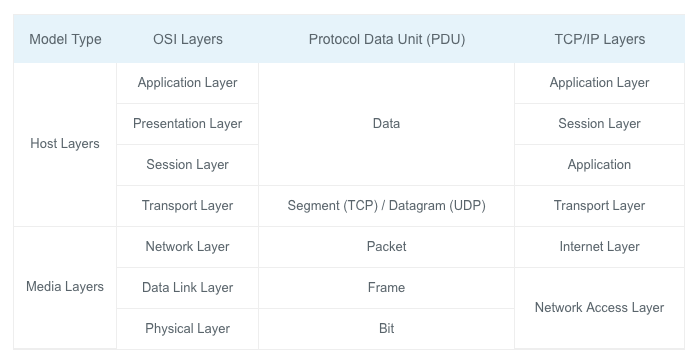 Model Type OSI Layers Protocol Data Unit (PDU) TCP/IP Layers
Application Layer Application Layer
Presentation Layer Data Session Layer
Host Layers
Session Layer Application
Transport Layer Segment (TCP) / Datagram (UDP) Transport Layer
Network Layer Packet Internet Layer
Media Layers Data Link Layer Frame
Network Access Layer
Physical Layer Bit